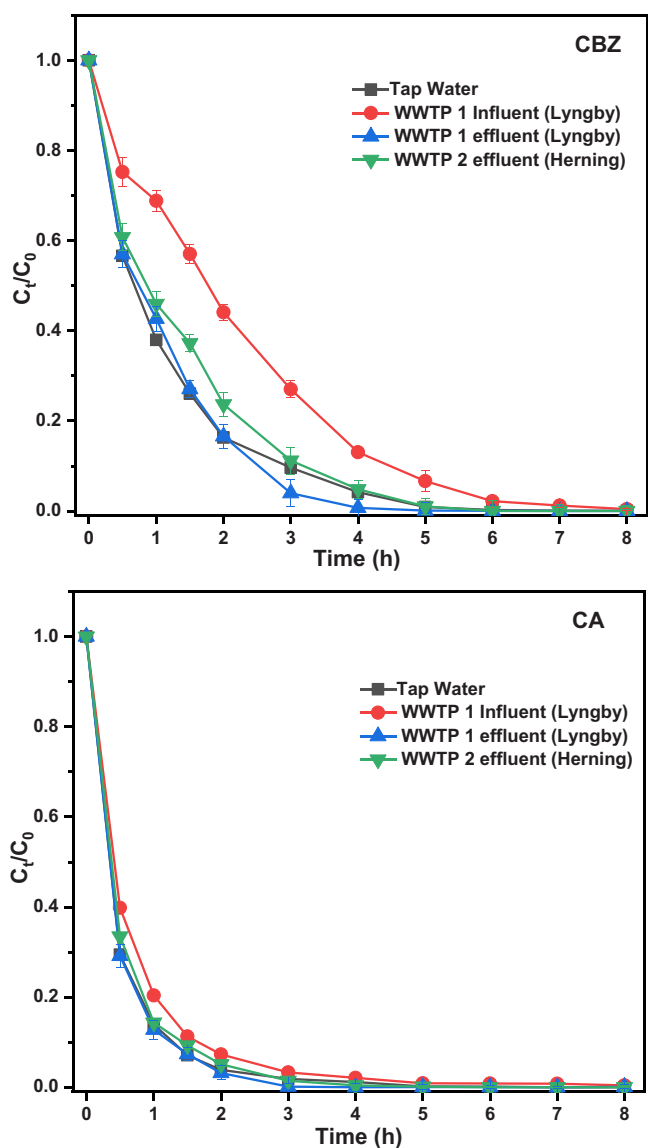 CBZ
1.0
0.8
0.6
0.4
0.2
0.0
Cₜ/C₀
Tap Water
WWTP 1 Influent (Lyngby)
WWTP 1 effluent (Lyngby)
WWTP 2 effluent (Herning)
0 1 2 3 4 5 6 7 8
Time (h)
CA
1.0
0.8
0.6
0.4
0.2
0.0
Cₜ/C₀
Tap Water
WWTP 1 Influent (Lyngby)
WWTP 1 effluent (Lyngby)
WWTP 2 effluent (Herning)
0 1 2 3 4 5 6 7 8
Time (h)